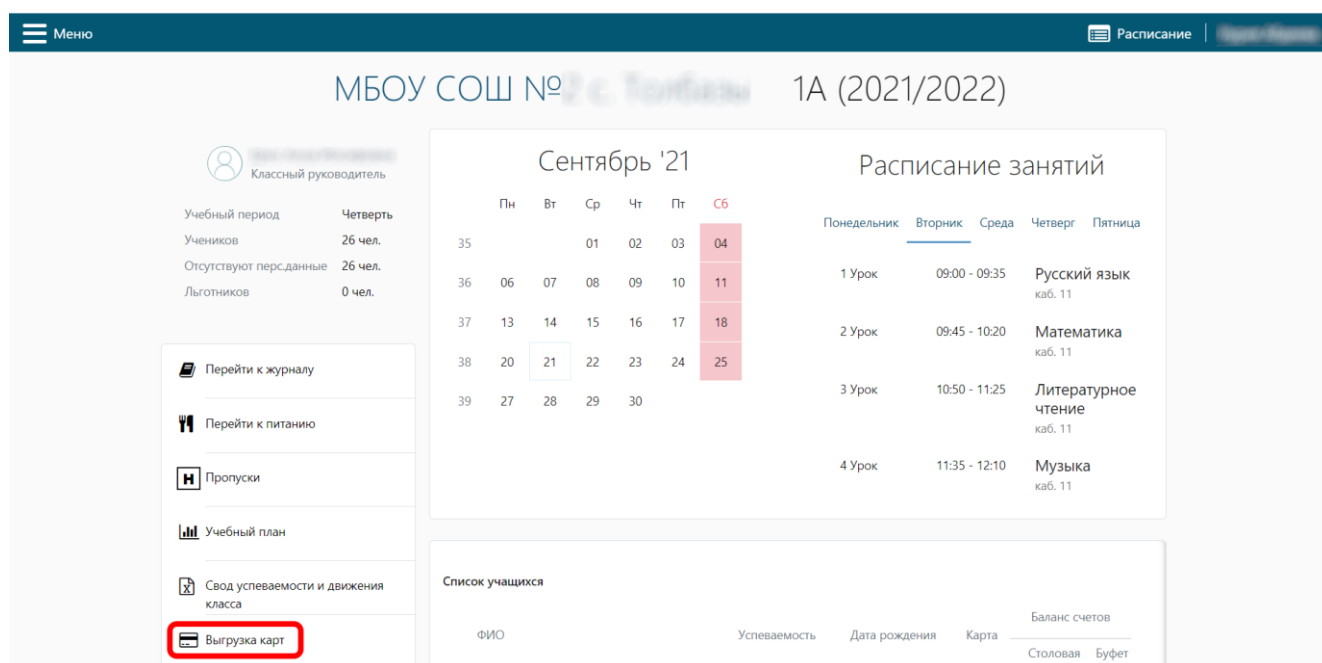 Меню
Расписание
МБОУ СОШ № 1А (2021/2022)
Классный руководитель
Учебный период Четверть
Учеников 26 чел.
Отсутствуют перс.данные 26 чел.
Льготников 0 чел.
Перейти к журналу
Перейти к питанию
Н Пропуски
Учебный план
Свод успеваемости и движения
класса
Выгрузка карт
Сентябрь '21
Пн Вт Ср Чт Пт Сб
35 01 02 03 04
36 06 07 08 09 10 11
37 13 14 15 16 17 18
38 20 21 22 23 24 25
39 27 28 29 30
Расписание занятий
Понедельник Вторник Среда Четверг Пятница
1 Урок 09:00 - 09:35 Русский язык
каб. 11
2 Урок 09:45 - 10:20 Математика
каб. 11
3 Урок 10:50 - 11:25 Литературное
чтение
каб. 11
4 Урок 11:35 - 12:10 Музыка
каб. 11
Список учащихся
Баланс счетов
ФИО Успеваемость Дата рождения Карта
Столовая Буфет